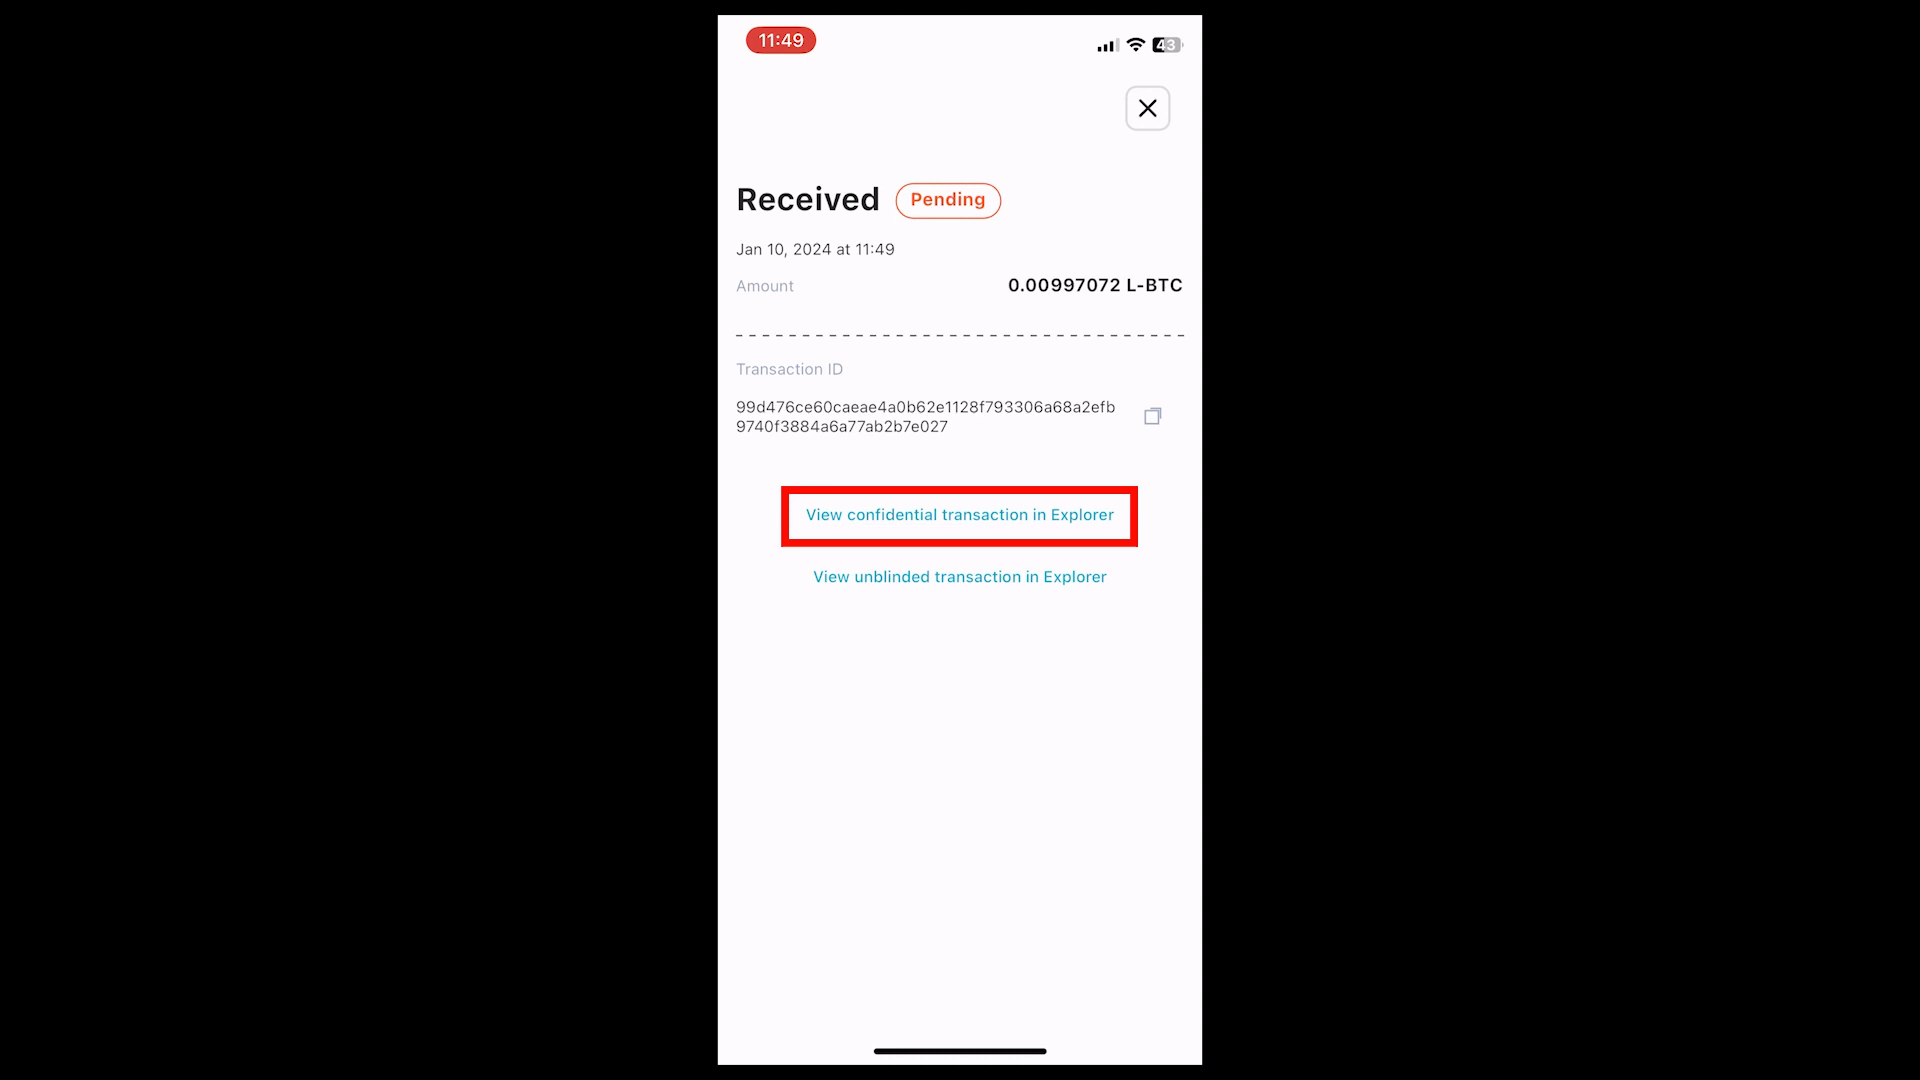 11:49
43
Received
Pending
Jan 10, 2024 at 11:49
Amount
0.00997072 L-BTC
Transaction ID
99d476ce60caeae4a0b62e1128f793306a68a2efb
9740f3884a6a77ab2b7e027
View confidential transaction in Explorer
View unblinded transaction in Explorer